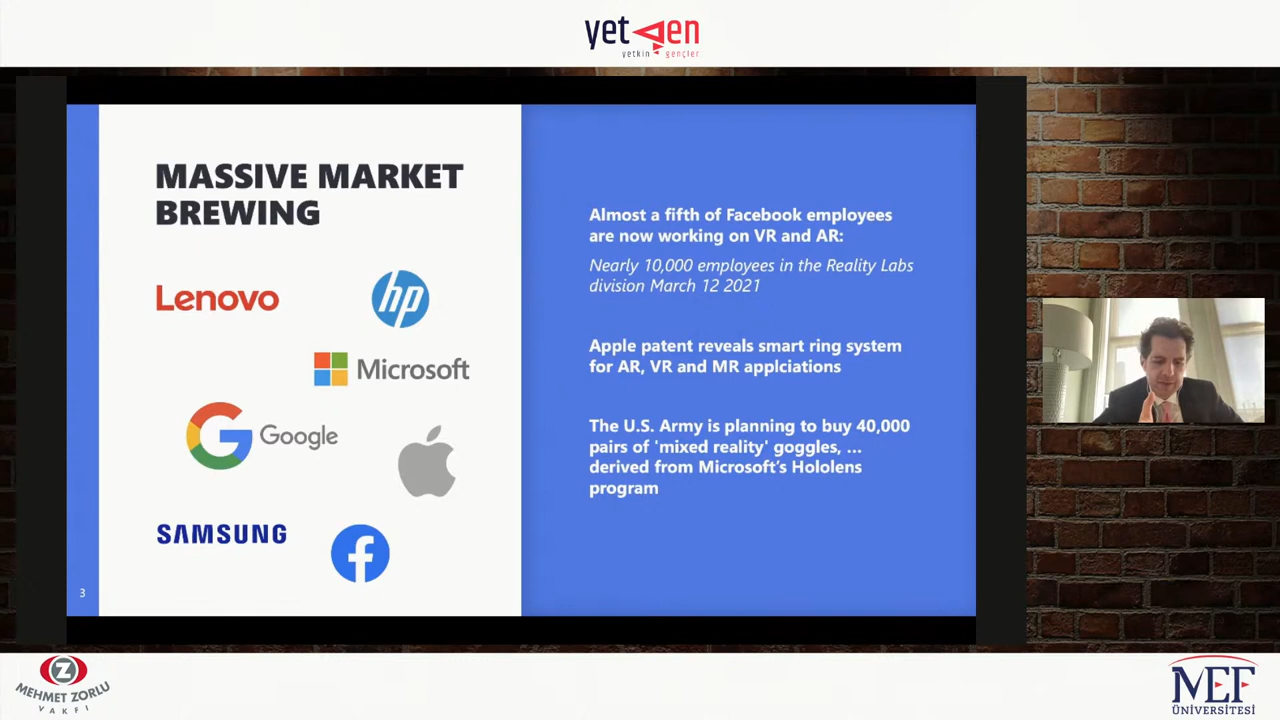 yetgen
yetkin gençler
MASSIVE MARKET
BREWING
Lenovo
hp
Microsoft
Google
SAMSUNG
f
3
Almost a fifth of Facebook employees
are now working on VR and AR:
Nearly 10,000 employees in the Reality Labs
division March 12 2021
Apple patent reveals smart ring system
for AR, VR and MR applciations
The U.S. Army is planning to buy 40,000
pairs of 'mixed reality' goggles, ...
derived from Microsoft's Hololens
program
Z
MEHMET ZORLU
VAKFI
MEF
ÜNİVERSİTESİ